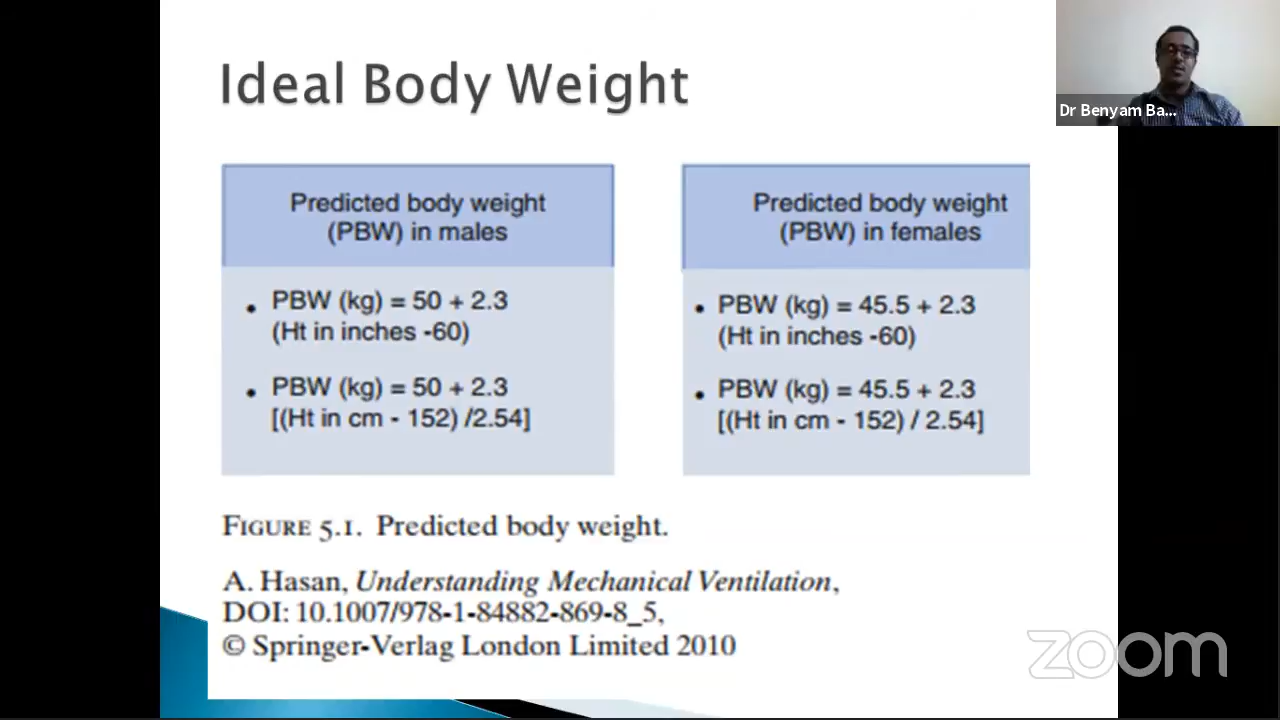 Ideal Body Weight
Dr Benyam Ba...
Predicted body weight
(PBW) in males
• PBW (kg) = 50 + 2.3
(Ht in inches -60)
• PBW (kg) = 50 + 2.3
[(Ht in cm - 152) /2.54]
Predicted body weight
(PBW) in females
• PBW (kg) = 45.5 + 2.3
(Ht in inches -60)
• PBW (kg) = 45.5 + 2.3
[(Ht in cm - 152) / 2.54]
FIGURE 5.1. Predicted body weight.
A. Hasan, Understanding Mechanical Ventilation,
DOI: 10.1007/978-1-84882-869-8_5,
© Springer-Verlag London Limited 2010
zoom